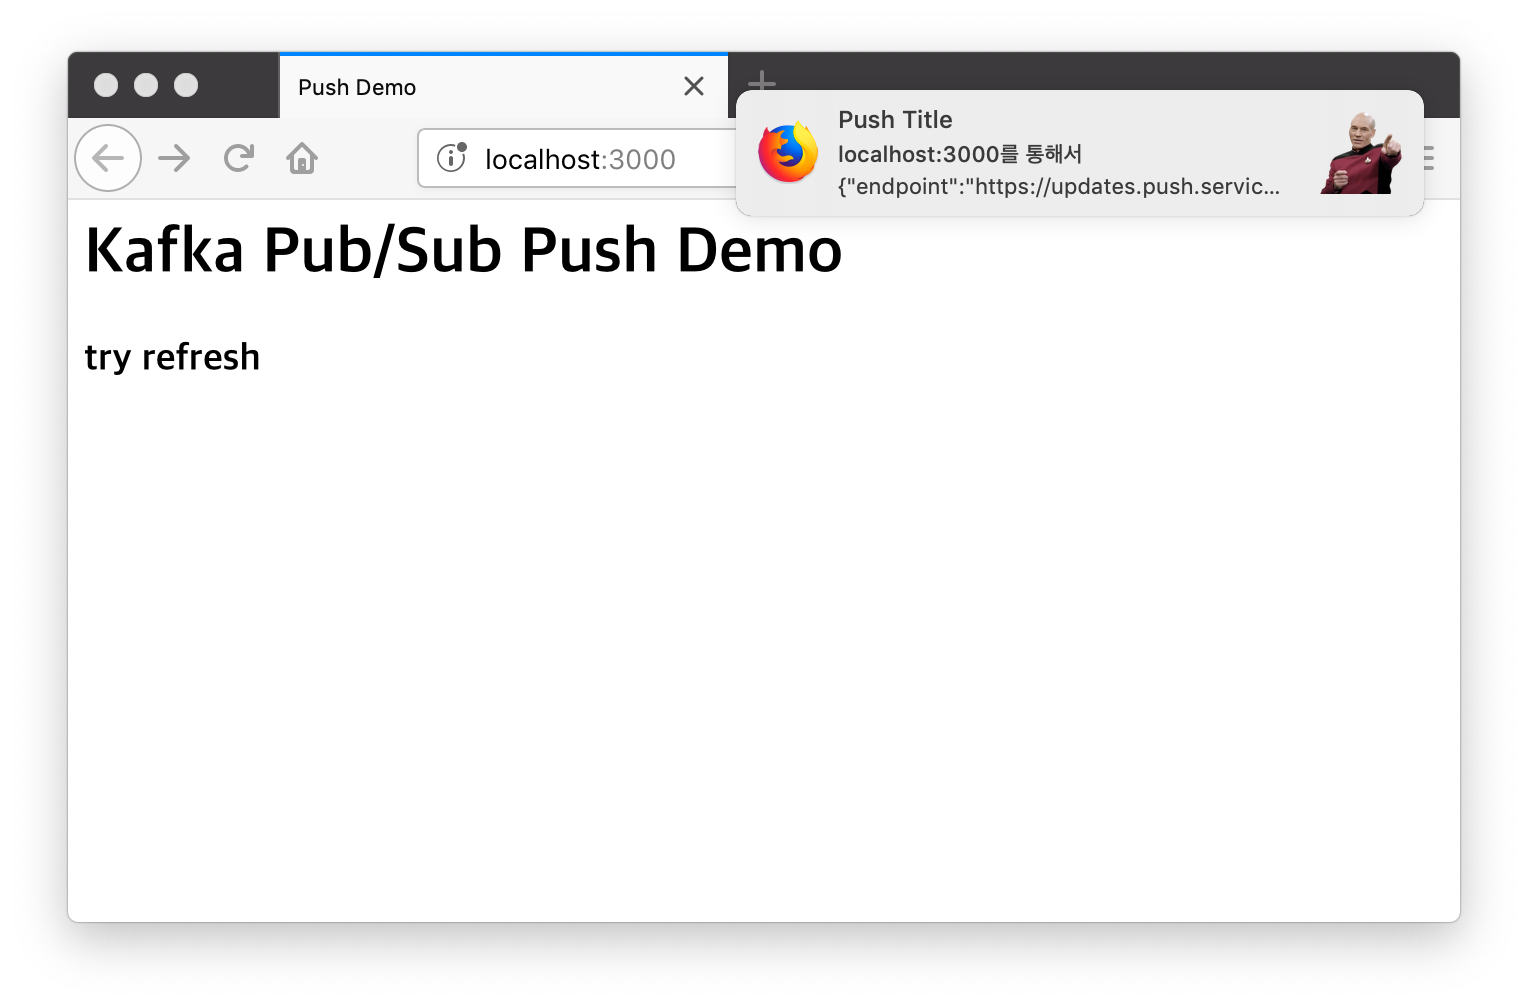 Push Demo
localhost:3000
Push Title
localhost:3000를 통해서
{"endpoint":"https://updates.push.servic...
Kafka Pub/Sub Push Demo
try refresh